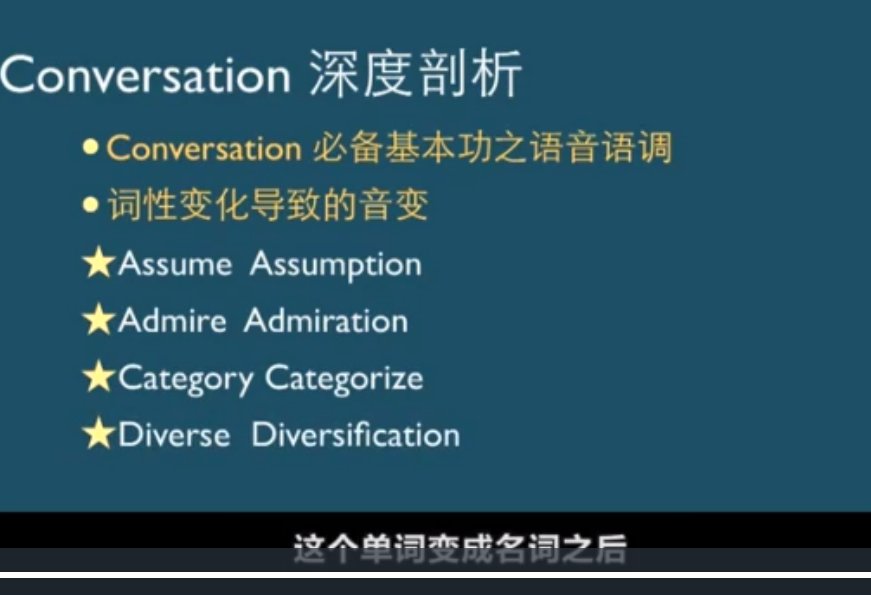 Conversation 深度剖析
Conversation 必备基本功之语音语调
词性变化导致的音变
Assume Assumption
Admire Admiration
Category Categorize
Diverse Diversification
这个单词变成名词之后